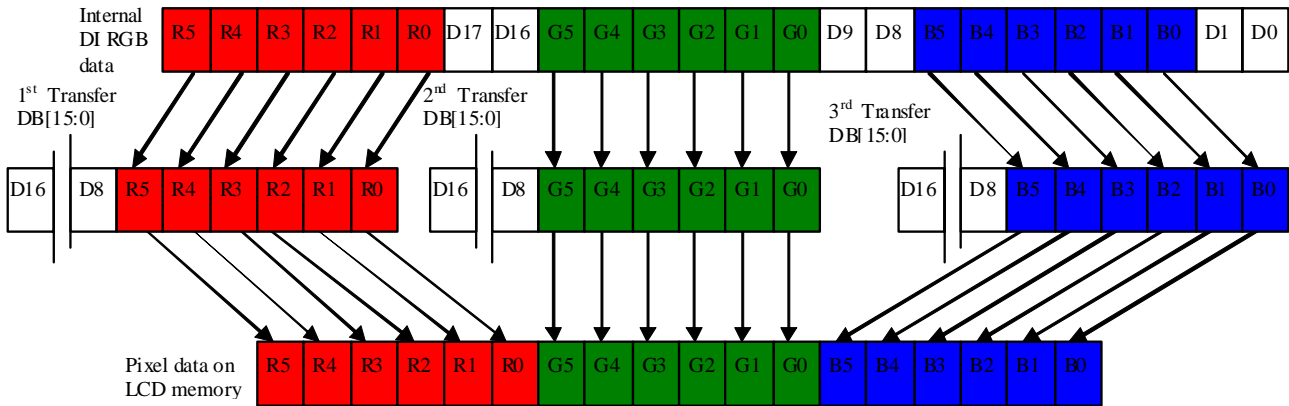 Internal
DI RGB
data
R5 R4 R3 R2 R1 R0 D17 D16 G5 G4 G3 G2 G1 G0 D9 D8 B5 B4 B3 B2 B1 B0 D1 D0
1st Transfer
DB[15:0]
2nd Transfer
DB[15:0]
3rd Transfer
DB[15:0]
D16 D8 R5 R4 R3 R2 R1 R0 D16 D8 G5 G4 G3 G2 G1 G0 D16 D8 B5 B4 B3 B2 B1 B0
Pixel data on
LCD memory
R5 R4 R3 R2 R1 R0 G5 G4 G3 G2 G1 G0 B5 B4 B3 B2 B1 B0